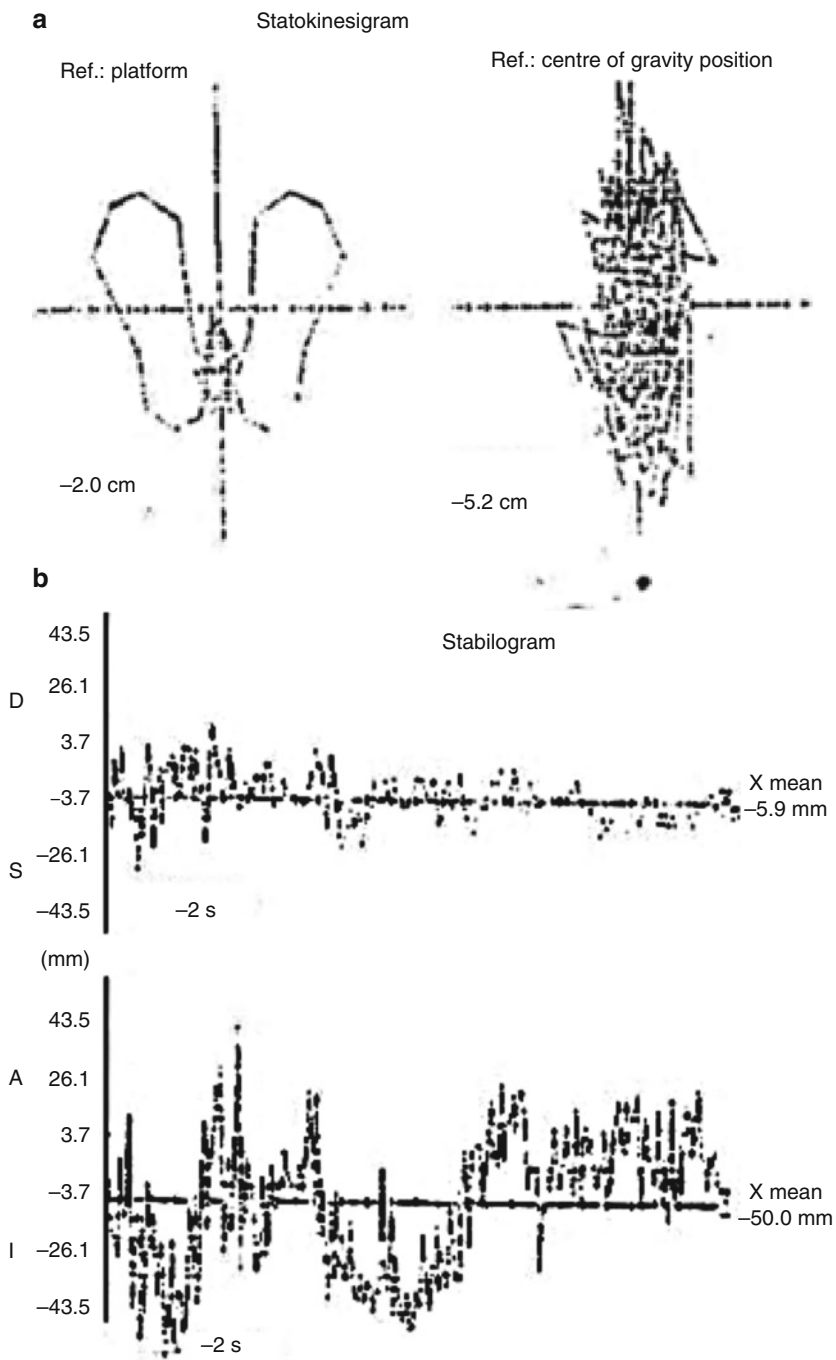 a
Statokinesigram
Ref.: platform
Ref.: centre of gravity position
–2.0 cm
–5.2 cm
b
Stabilogram
43.5
26.1
D
3.7
–3.7
X mean
–5.9 mm
–26.1
S
–43.5
–2 s
(mm)
43.5
A
26.1
3.7
–3.7
X mean
–50.0 mm
I
–26.1
–43.5
–2 s